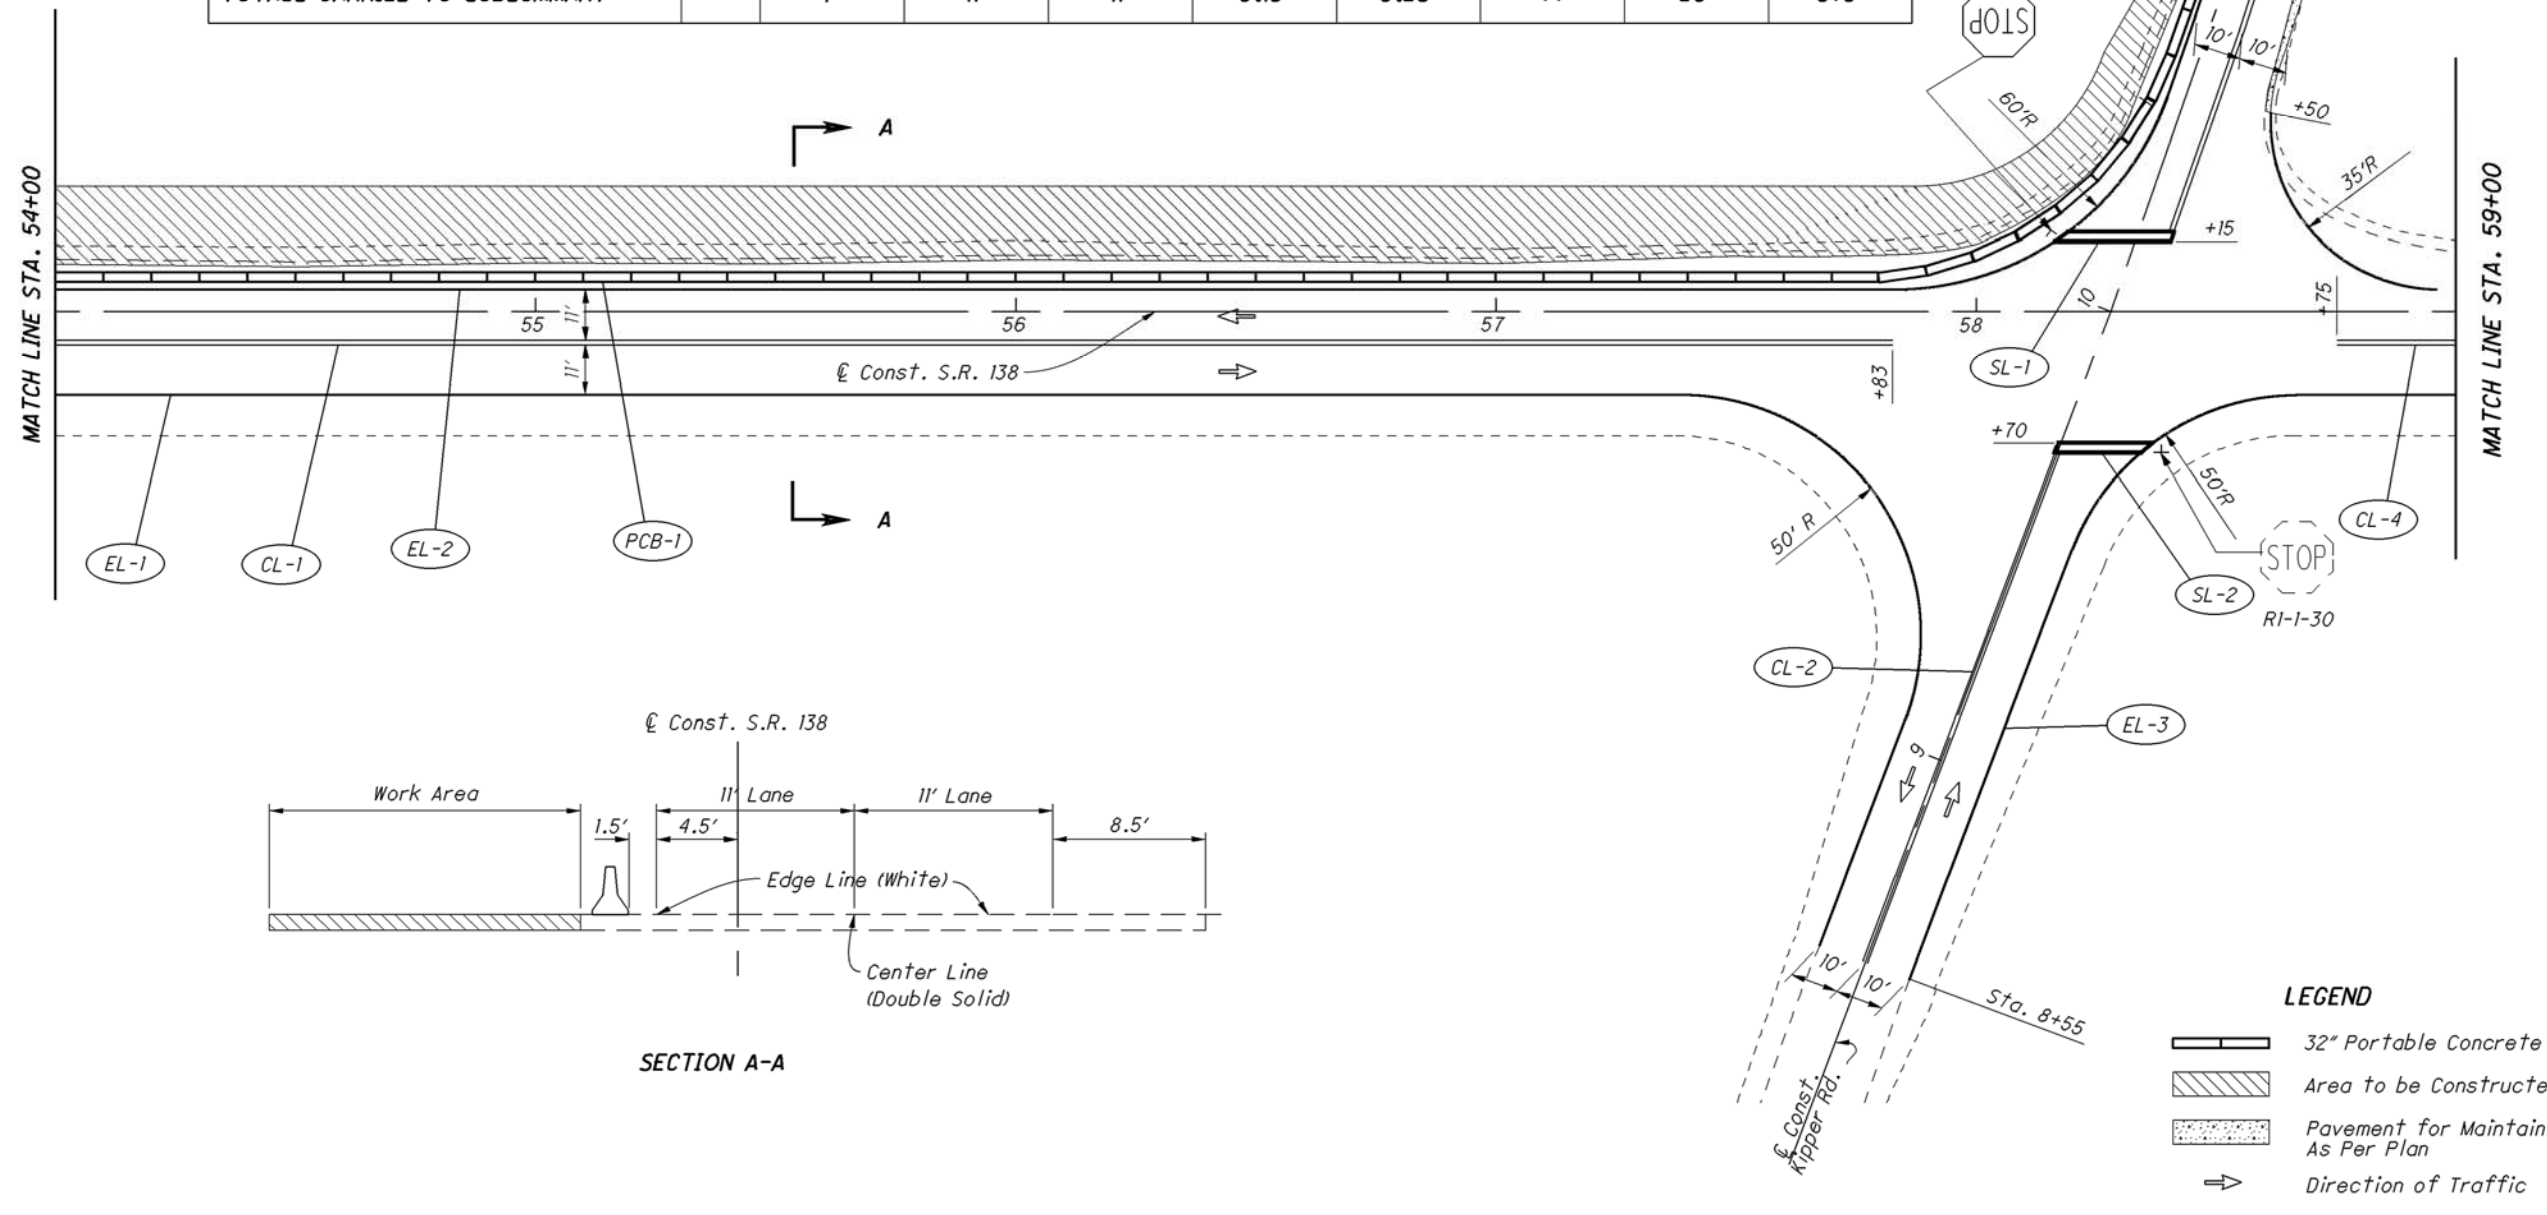 STOP
10'
10'
+50
60'R
35'R
A
MATCH LINE STA. 54+00
MATCH LINE STA. 59+00
+15
+75
10
55
56
57
58
11'
11'
℄ Const. S.R. 138
+83
SL-1
+70
A
EL-1
CL-1
EL-2
PCB-1
50' R
50'R
CL-4
STOP
SL-2
R1-1-30
CL-2
EL-3
9
℄ Const. S.R. 138
Work Area
11' Lane
11' Lane
1.5'
4.5'
8.5'
Edge Line (White)
Center Line
(Double Solid)
SECTION A-A
10'
10'
Sta. 8+55
℄ Const.
Kipper Rd.
LEGEND
32" Portable Concrete
Area to be Constructe
Pavement for Maintain
As Per Plan
Direction of Traffic